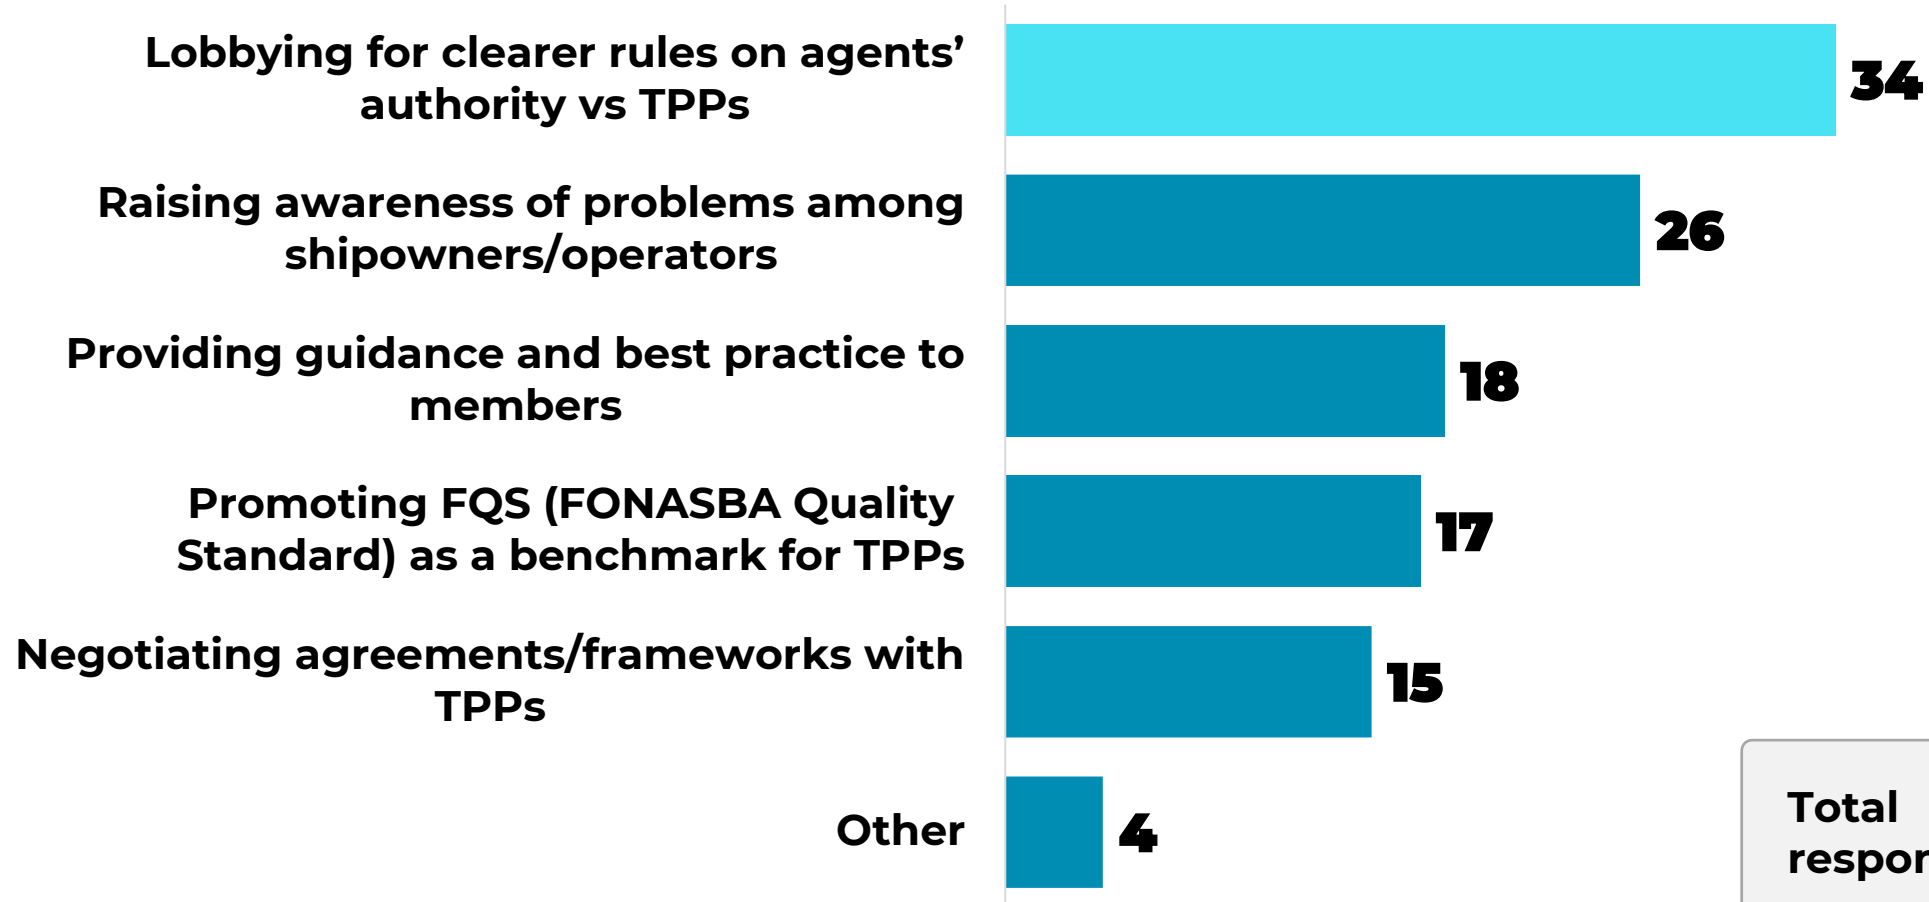 Lobbying for clearer rules on agents’
authority vs TPPs
34
Raising awareness of problems among
shipowners/operators
26
Providing guidance and best practice to
members
18
Promoting FQS (FONASBA Quality
Standard) as a benchmark for TPPs
17
Negotiating agreements/frameworks with
TPPs
15
Other
4
Total